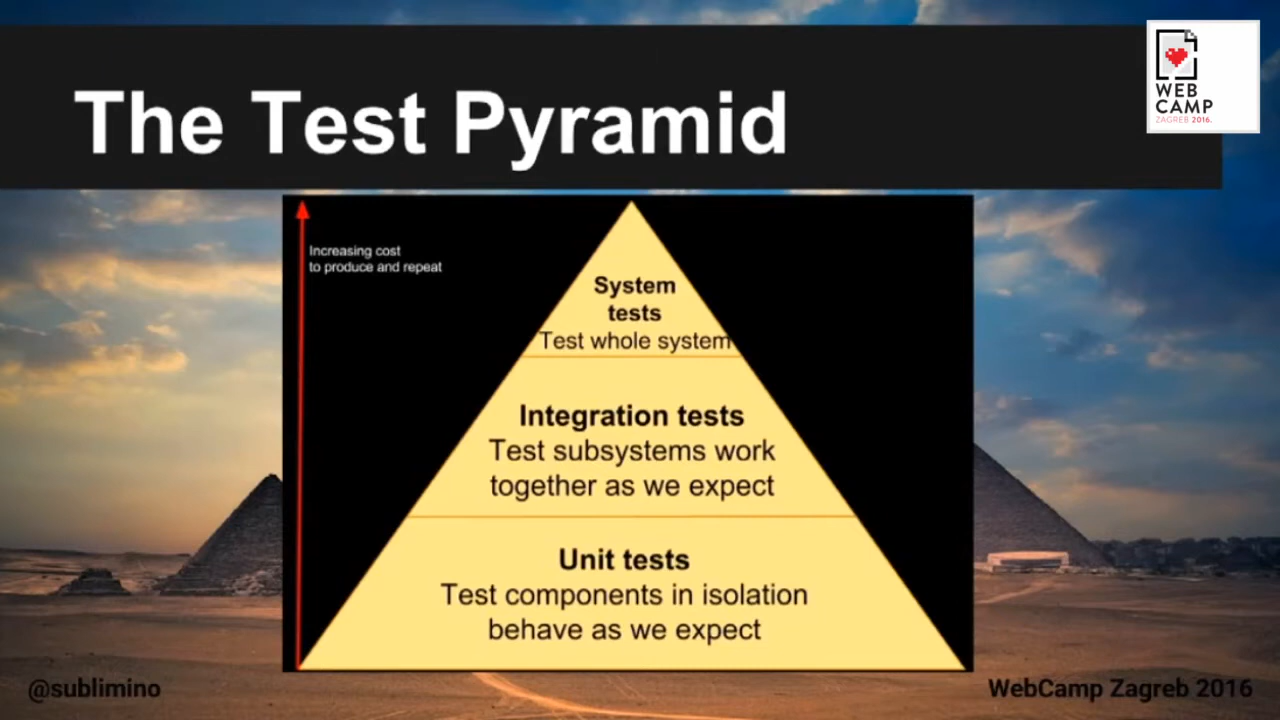 The Test Pyramid
WEB
CAMP
ZAGREB 2016.
Increasing cost
to produce and repeat
System
tests
Test whole system
Integration tests
Test subsystems work
together as we expect
Unit tests
Test components in isolation
behave as we expect
@sublimino
WebCamp Zagreb 2016